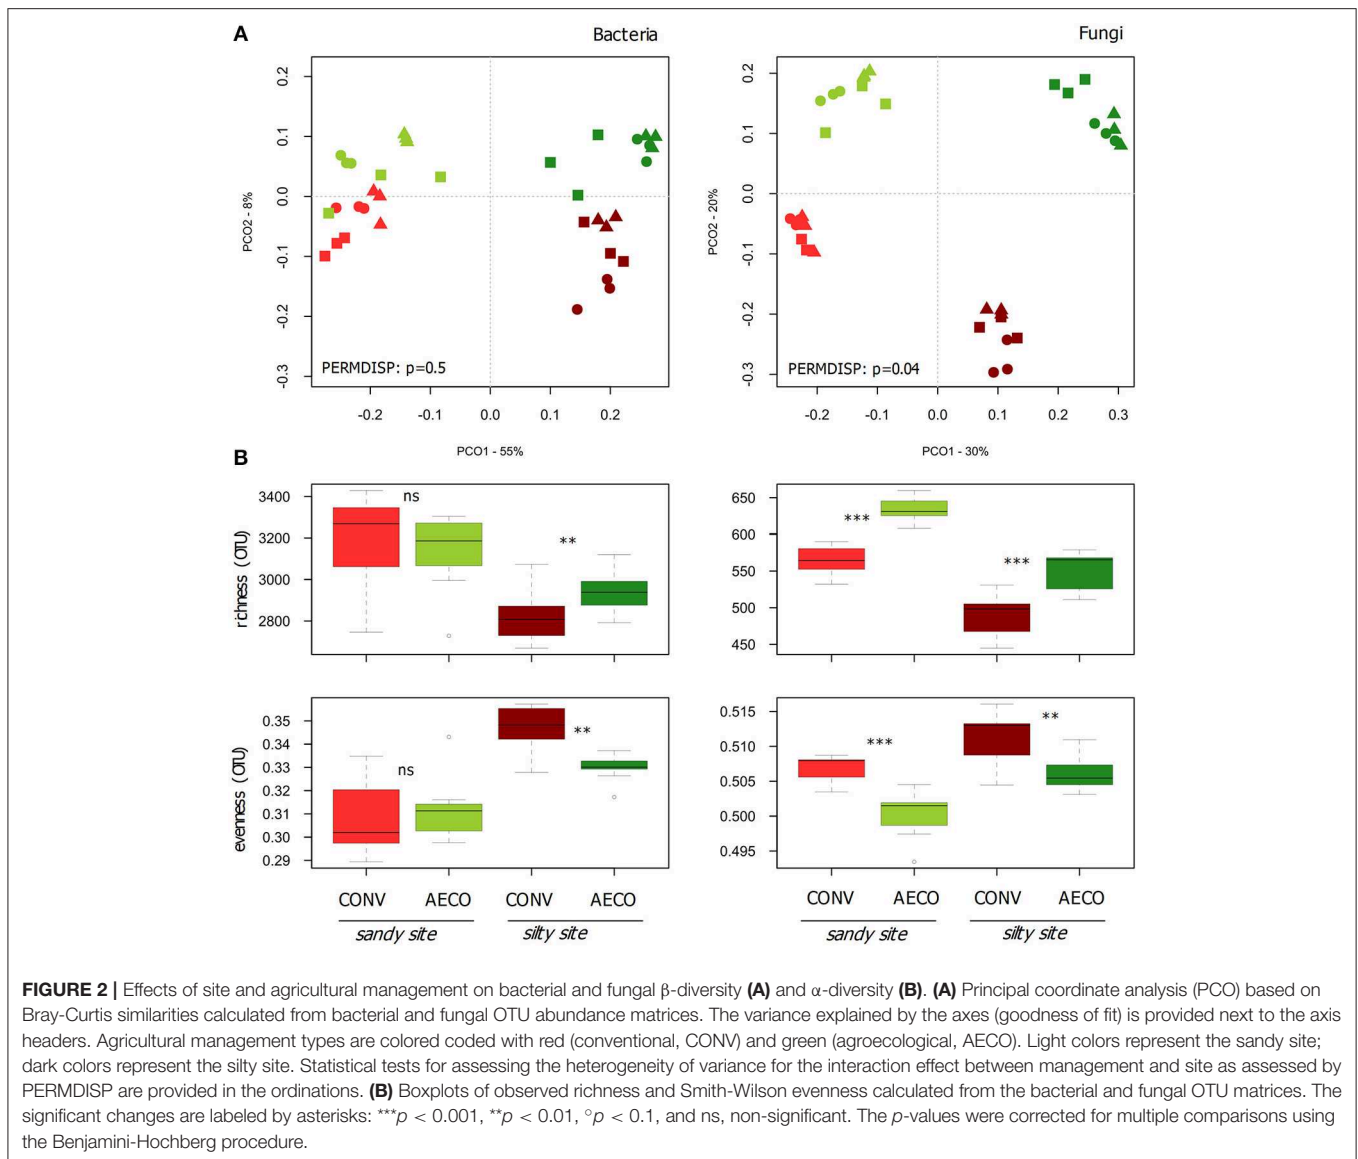 A
Bacteria
Fungi
0.2
0.1
0.0
-0.1
-0.2
-0.3
PCO2 - 8%
PERMDISP: p=0.5
-0.2 -0.1 0.0 0.1 0.2
PCO1 - 55%
0.2
0.1
0.0
-0.1
-0.2
-0.3
PCO2 - 20%
PERMDISP: p=0.04
-0.2 -0.1 0.0 0.1 0.2 0.3
PCO1 - 30%
B
richness (OTU)
3400
3200
3000
2800
ns
**
650
600
550
500
450
***
***
evenness (OTU)
0.35
0.34
0.33
0.31
0.30
0.29
ns
**
0.515
0.510
0.505
0.500
0.495
***
**
CONV AECO CONV AECO
sandy site silty site
CONV AECO CONV AECO
sandy site silty site
FIGURE 2 | Effects of site and agricultural management on bacterial and fungal β-diversity (A) and α-diversity (B). (A) Principal coordinate analysis (PCO) based on
Bray-Curtis similarities calculated from bacterial and fungal OTU abundance matrices. The variance explained by the axes (goodness of fit) is provided next to the axis
headers. Agricultural management types are colored coded with red (conventional, CONV) and green (agroecological, AECO). Light colors represent the sandy site;
dark colors represent the silty site. Statistical tests for assessing the heterogeneity of variance for the interaction effect between management and site as assessed by
PERMDISP are provided in the ordinations. (B) Boxplots of observed richness and Smith-Wilson evenness calculated from the bacterial and fungal OTU matrices. The
significant changes are labeled by asterisks: ***p < 0.001, **p < 0.01, °p < 0.1, and ns, non-significant. The p-values were corrected for multiple comparisons using
the Benjamini-Hochberg procedure.